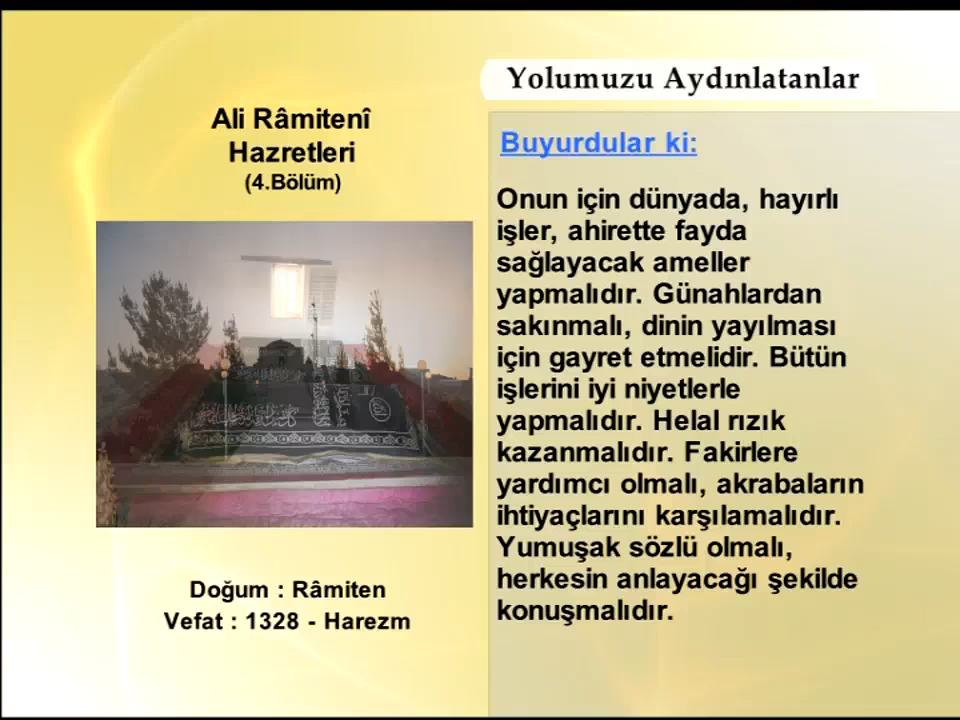 Yolumuzu Aydınlatanlar
Ali Râmitenî
Hazretleri
(4.Bölüm)
Doğum : Râmiten
Vefat : 1328 - Harezm
Buyurdular ki:
Onun için dünyada, hayırlı
işler, ahirette fayda
sağlayacak ameller
yapmalıdır. Günahlardan
sakınmalı, dinin yayılması
için gayret etmelidir. Bütün
işlerini iyi niyetlerle
yapmalıdır. Helal rızık
kazanmalıdır. Fakirlere
yardımcı olmalı, akrabaların
ihtiyaçlarını karşılamalıdır.
Yumuşak sözlü olmalı,
herkesin anlayacağı şekilde
konuşmalıdır.